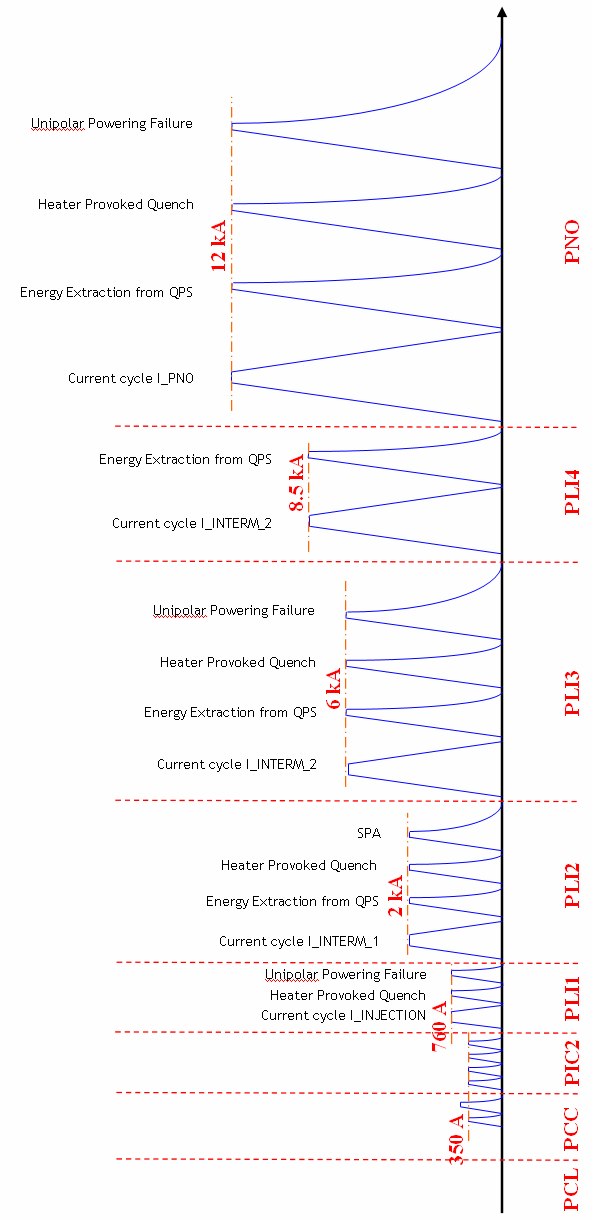 Unipolar Powering Failure
Heater Provoked Quench
12 kA
PNO
Energy Extraction from QPS
Current cycle I_PNO
Energy Extraction from QPS
8.5 kA
PLI4
Current cycle I_INTERM_2
Unipolar Powering Failure
Heater Provoked Quench
6 kA
PLI3
Energy Extraction from QPS
Current cycle I_INTERM_2
SPA
Heater Provoked Quench
2 kA
PLI2
Energy Extraction from QPS
Current cycle I_INTERM_1
Unipolar Powering Failure
Heater Provoked Quench
PLI1
Current cycle I_INJECTION
760 A
PIC2
350 A
PCC
PCL